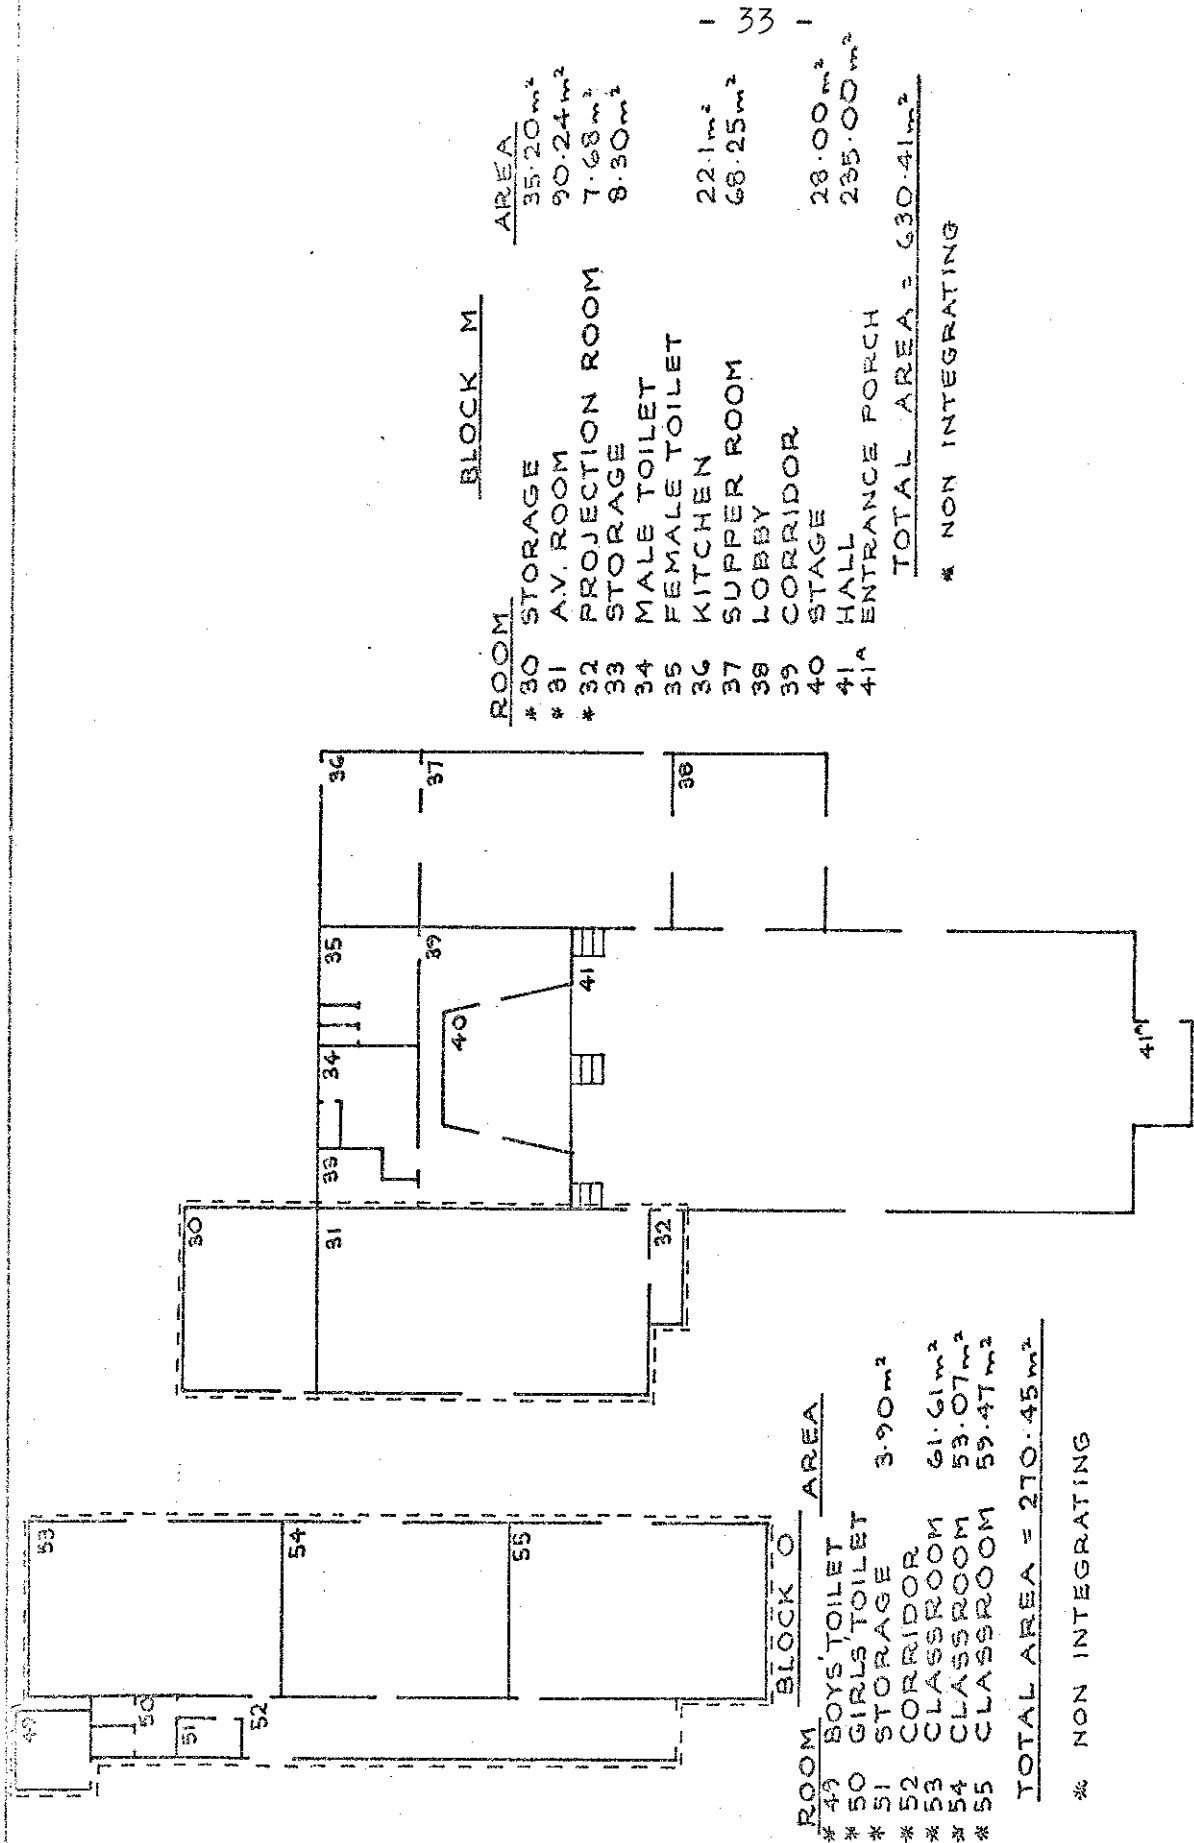 - 33 -
BLOCK M
ROOM AREA
* 30 STORAGE 35.20m²
* 31 A.V. ROOM 90.24m²
* 32 PROJECTION ROOM 7.68m²
33 STORAGE 8.30m²
34 MALE TOILET
35 FEMALE TOILET
36 KITCHEN 22.1m²
37 SUPPER ROOM 68.25m²
38 LOBBY
39 CORRIDOR
40 STAGE 28.00m²
41 HALL 235.00m²
41A ENTRANCE PORCH
TOTAL AREA = 630.41m²
* NON INTEGRATING
30
31
32
33
34
35
36
37
38
39
40
41
41A
49
50
51
52
53
54
55
BLOCK O
ROOM AREA
* 49 BOYS' TOILET
* 50 GIRLS' TOILET
* 51 STORAGE 3.90m²
* 52 CORRIDOR
* 53 CLASSROOM 61.61m²
* 54 CLASSROOM 53.07m²
* 55 CLASSROOM 59.47m²
TOTAL AREA = 270.45m²
* NON INTEGRATING